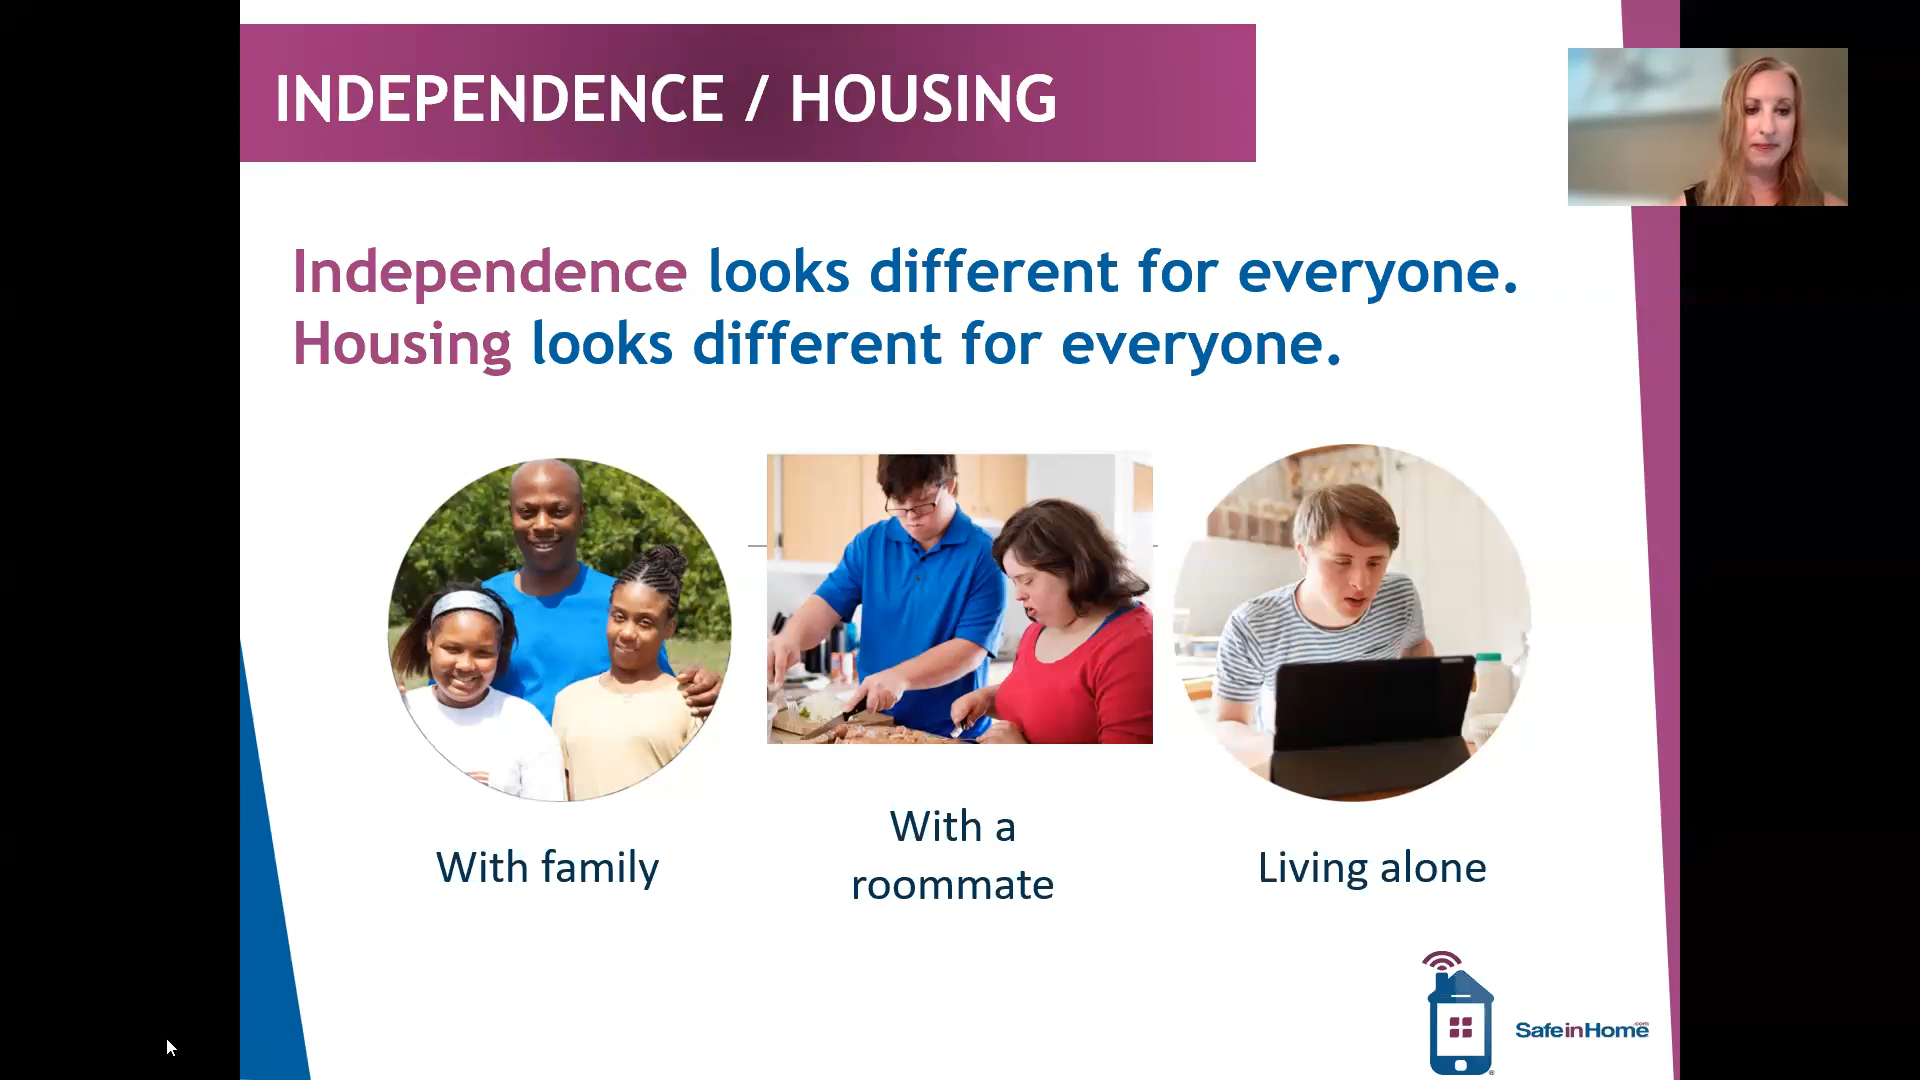 INDEPENDENCE / HOUSING
Independence looks different for everyone.
Housing looks different for everyone.
With family
With a
roommate
Living alone
SafeinHome.com
®